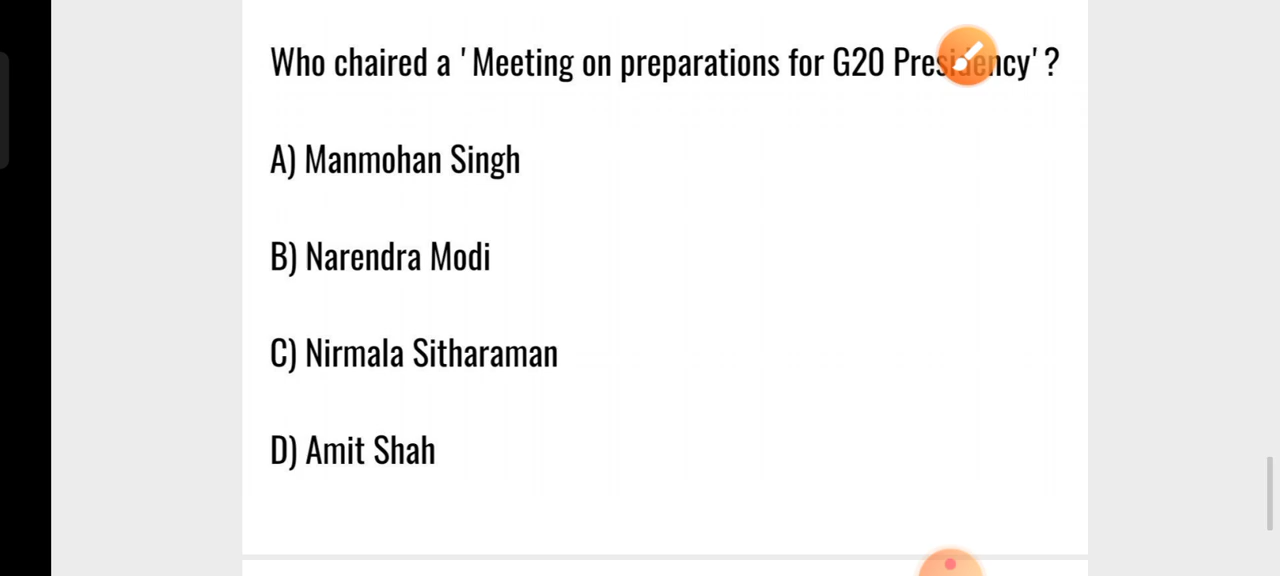 Who chaired a 'Meeting on preparations for G20 Presidency'?
A) Manmohan Singh
B) Narendra Modi
C) Nirmala Sitharaman
D) Amit Shah